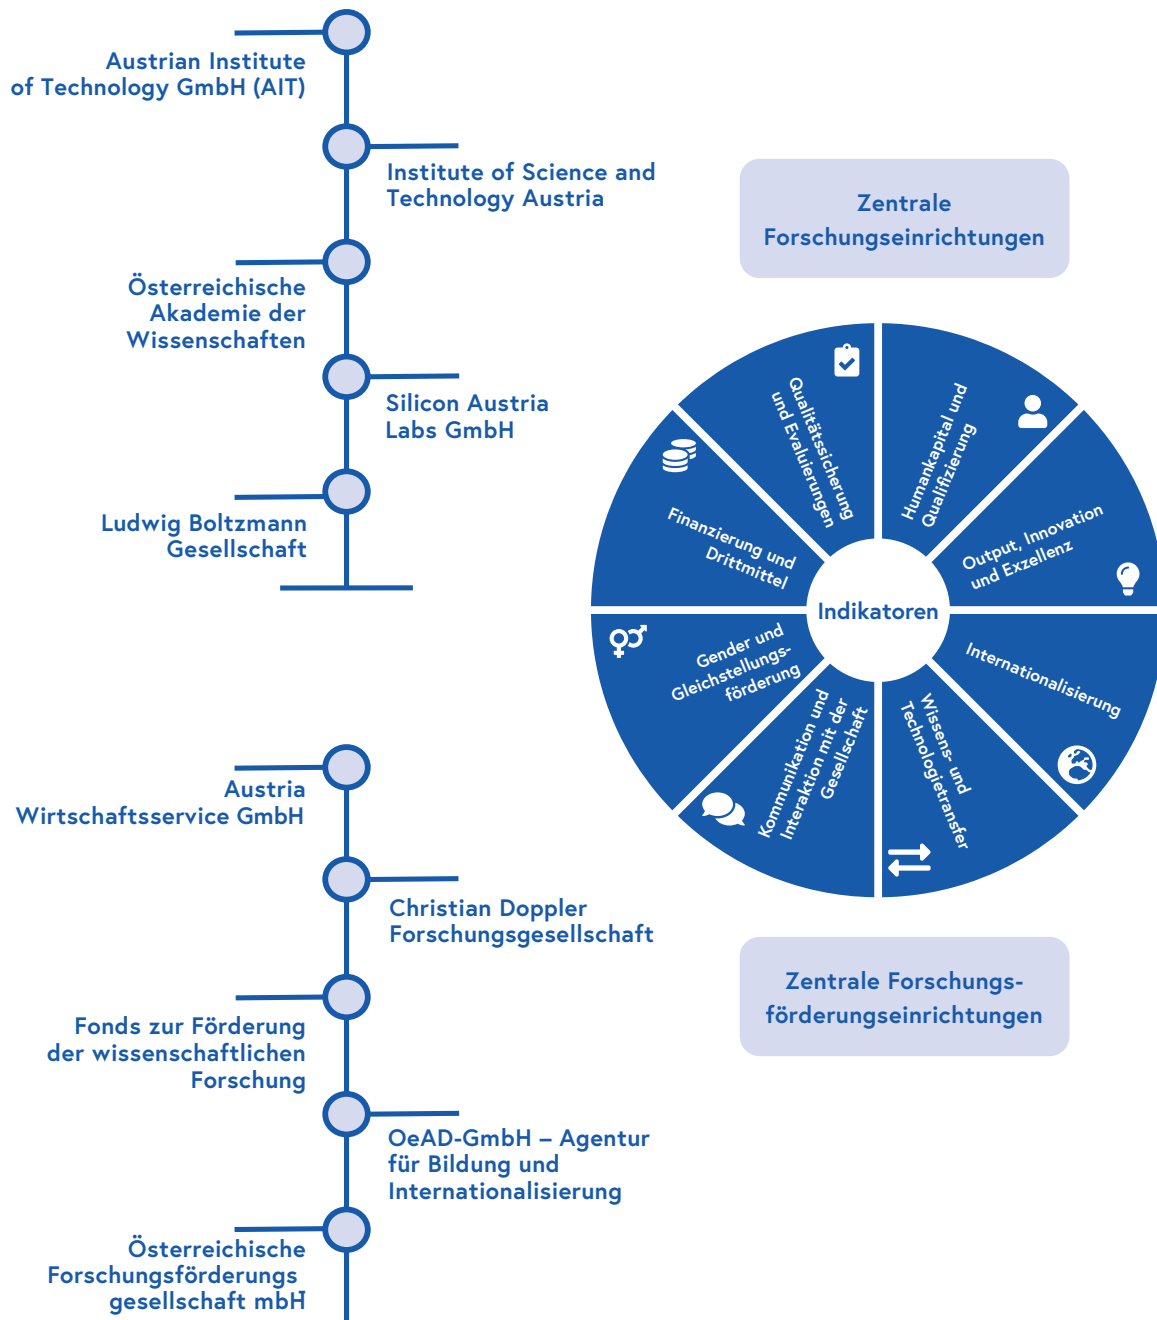 Austrian Institute
of Technology GmbH (AIT)
Institute of Science and
Technology Austria
Österreichische
Akademie der
Wissenschaften
Silicon Austria
Labs GmbH
Ludwig Boltzmann
Gesellschaft
Zentrale
Forschungseinrichtungen
Qualitätssicherung
und Evaluierungen
Humankapital und
Qualifizierung
Output, Innovation
und Exzellenz
Internationalisierung
Wissens- und
Technologietransfer
Kommunikation und
Interaktion mit der
Gesellschaft
Gender und
Gleichstellungs-
förderung
Finanzierung und
Drittmittel
Indikatoren
Austria
Wirtschaftsservice GmbH
Christian Doppler
Forschungsgesellschaft
Fonds zur Förderung
der wissenschaftlichen
Forschung
OeAD-GmbH – Agentur
für Bildung und
Internationalisierung
Österreichische
Forschungsförderungs
gesellschaft mbH
Zentrale Forschungs-
förderungseinrichtungen